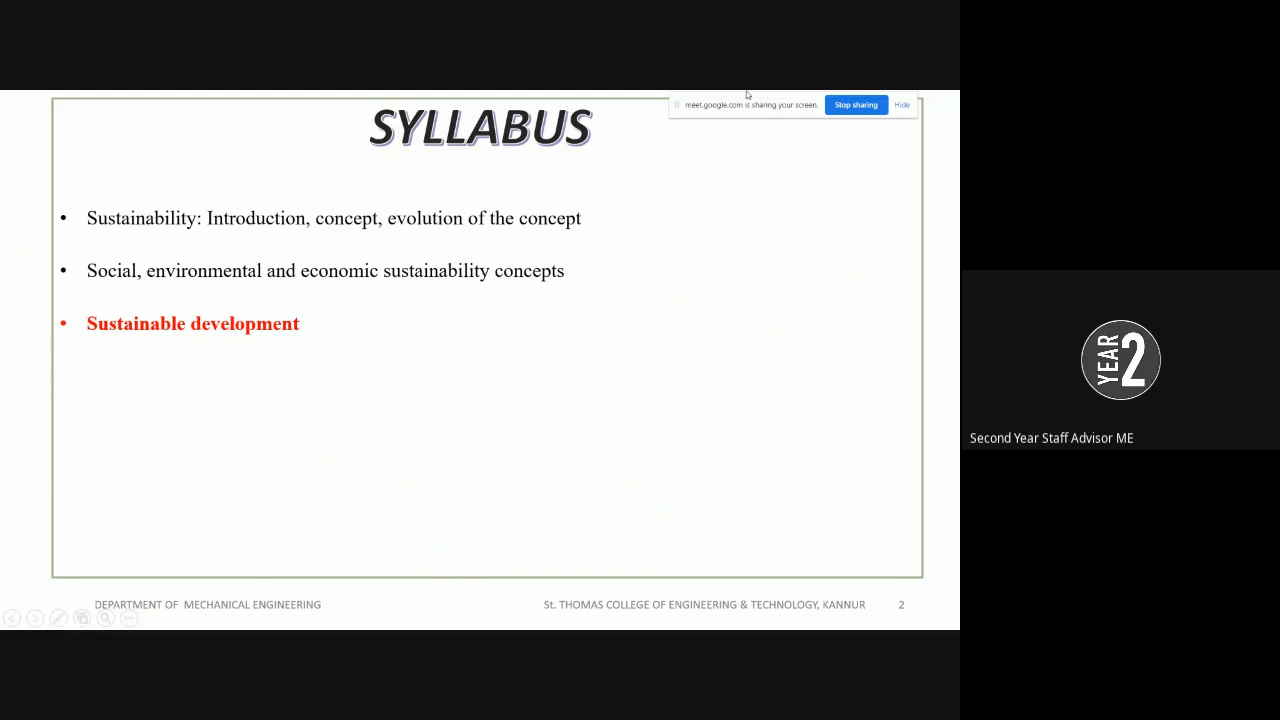 SYLLABUS
meet.google.com is sharing your screen. Stop sharing Hide
• Sustainability: Introduction, concept, evolution of the concept
• Social, environmental and economic sustainability concepts
• Sustainable development
YEAR 2
Second Year Staff Advisor ME
DEPARTMENT OF MECHANICAL ENGINEERING St. THOMAS COLLEGE OF ENGINEERING & TECHNOLOGY, KANNUR 2